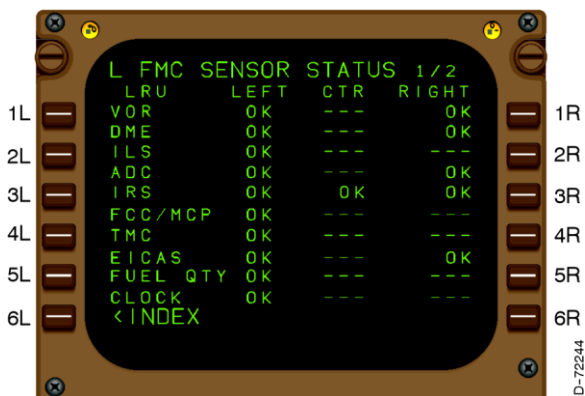 L FMC SENSOR STATUS 1/2
LRU LEFT CTR RIGHT
1L VOR OK --- OK 1R
DME OK --- OK
2L ILS OK --- --- 2R
ADC OK --- OK
3L IRS OK OK OK 3R
FCC/MCP OK --- ---
4L TMC OK --- --- 4R
EICAS OK --- OK
5L FUEL QTY OK --- --- 5R
CLOCK OK --- ---
6L <INDEX 6R
D-72244